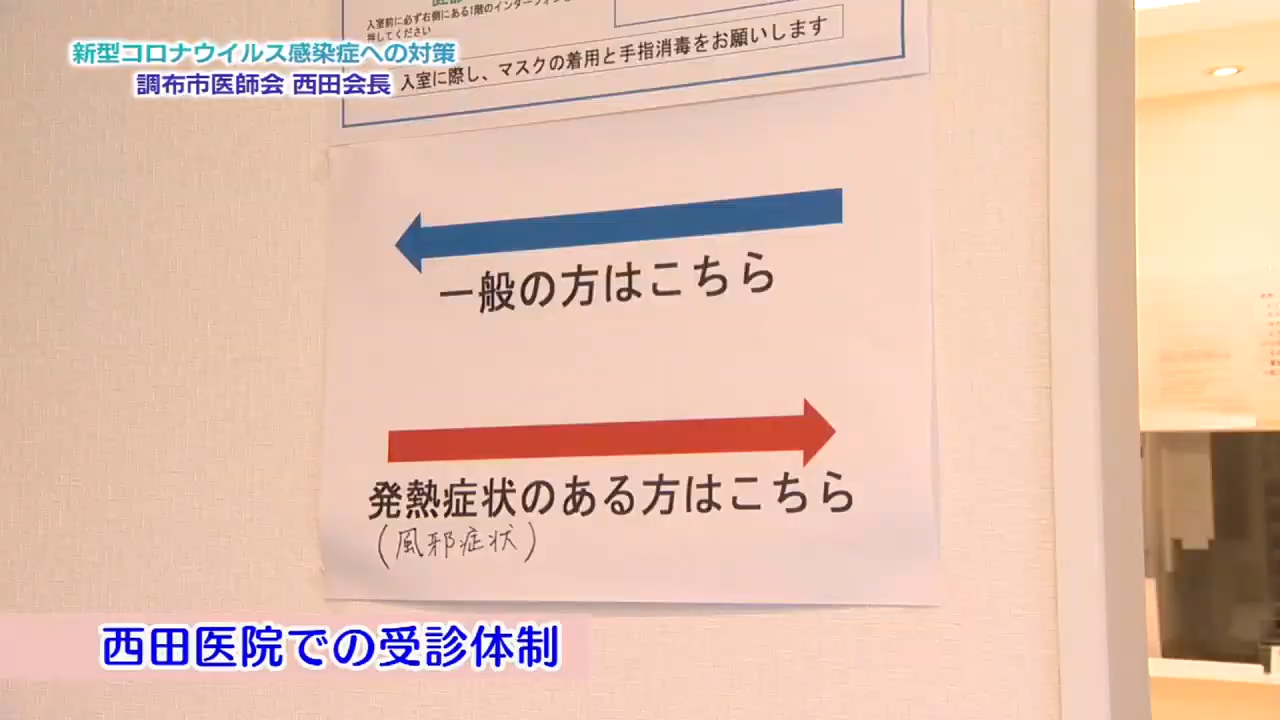 入室前に必ず右側にある1階のインターフォン
押してください
新型コロナウイルス感染症への対策
調布市医師会 西田会長
入室に際し、マスクの着用と手指消毒をお願いします
一般の方はこちら
発熱症状のある方はこちら
(風邪症状)
西田医院での受診体制